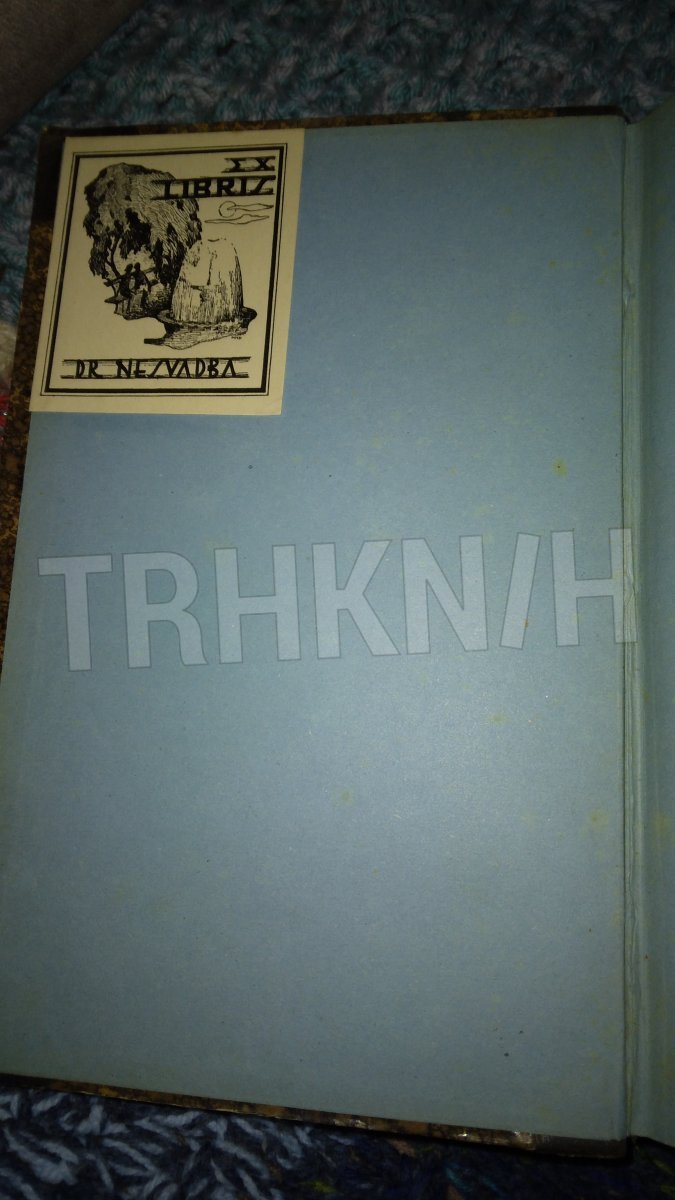 EX
LIBRIS
DR NESVADBA
TRHKNIH